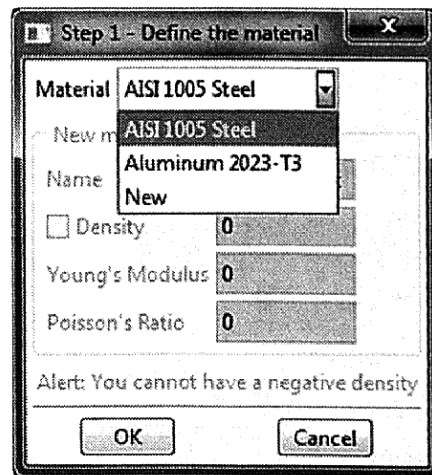 Step 1 - Define the material
Material AISI 1005 Steel
AISI 1005 Steel
New m
Aluminum 2023-T3
Name
New
Density 0
Young's Modulus 0
Poisson's Ratio 0
Alert: You cannot have a negative density
OK Cancel